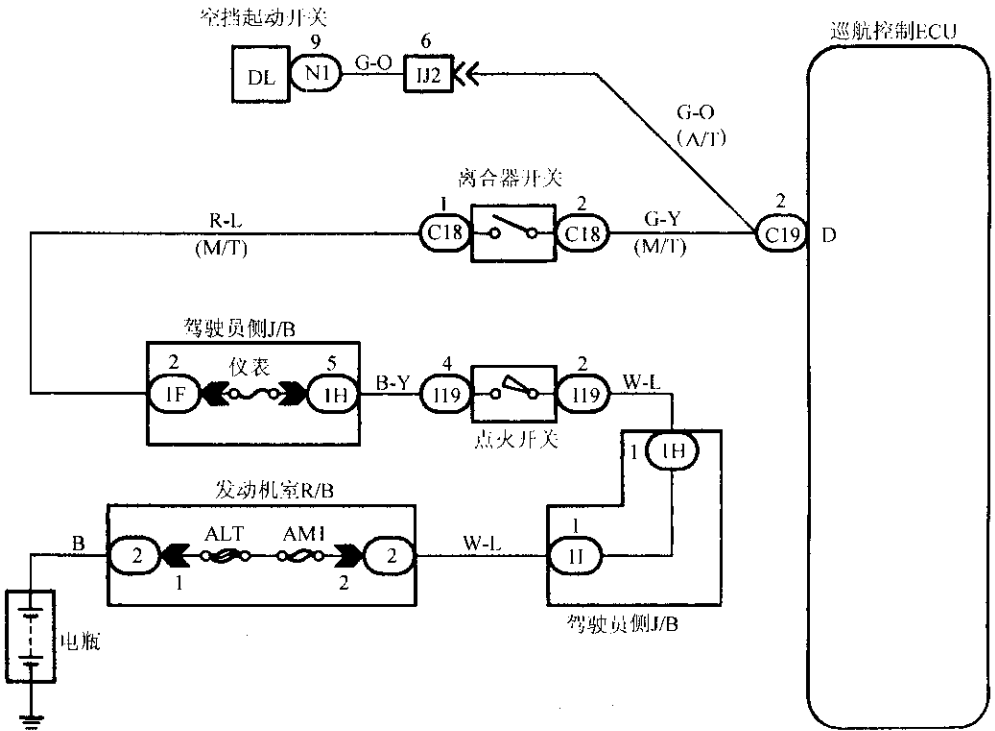 空挡起动开关
巡航控制ECU
9
6
DL
N1
G-O
IJ2
G-O
(A/T)
离合器开关
1
2
2
R-L
(M/T)
C18
C18
G-Y
(M/T)
C19
D
驾驶员侧J/B
2
仪表
5
4
2
1F
1H
B-Y
I19
I19
W-L
点火开关
1
1H
发动机室R/B
1
B
2
ALT
AM1
2
W-L
1I
1
2
驾驶员侧J/B
电瓶